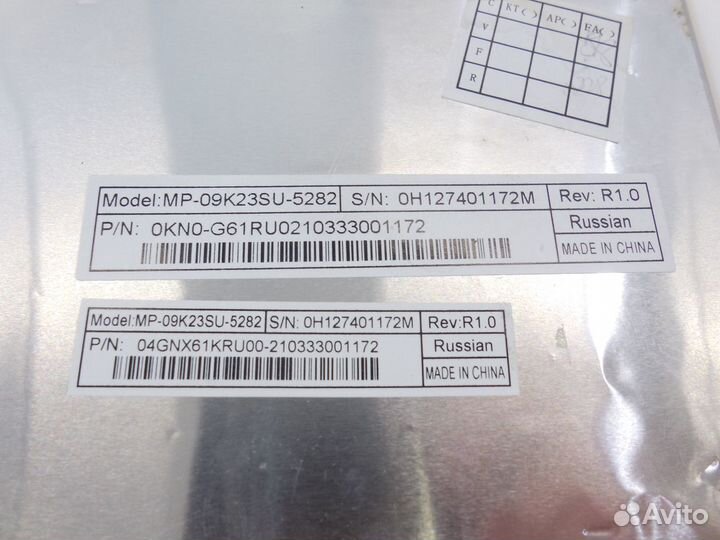 C KT( ) AP( ) FA( )
V
F
R
Model:MP-09K23SU-5282 S/N: 0H127401172M Rev: R1.0
P/N: 0KN0-G61RU0210333001172 Russian
MADE IN CHINA
Model:MP-09K23SU-5282 S/N: 0H127401172M Rev:R1.0
P/N: 04GNX61KRU00-210333001172 Russian
MADE IN CHINA
Avito